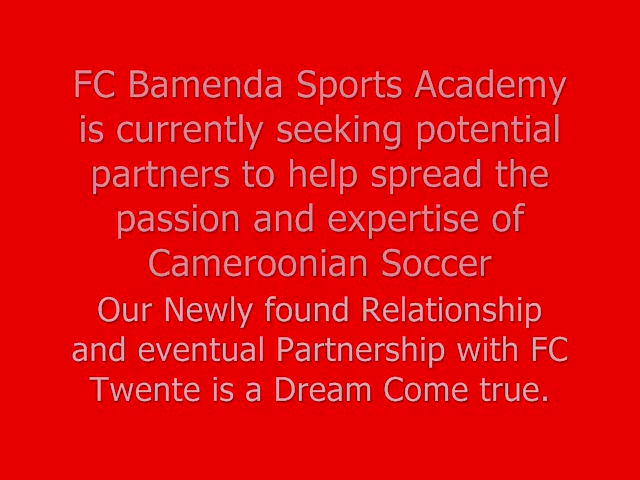 FC Bamenda Sports Academy
is currently seeking potential
partners to help spread the
passion and expertise of
Cameroonian Soccer
Our Newly found Relationship
and eventual Partnership with FC
Twente is a Dream Come true.